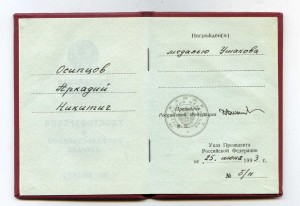 Осипцов
Аркадий
Никитич
Награжден(а)
медалью Ушакова
Президент
Российской Федерации
М.П.
Указ Президента
Российской Федерации
от 25. июня 1993 г.
№ б/н